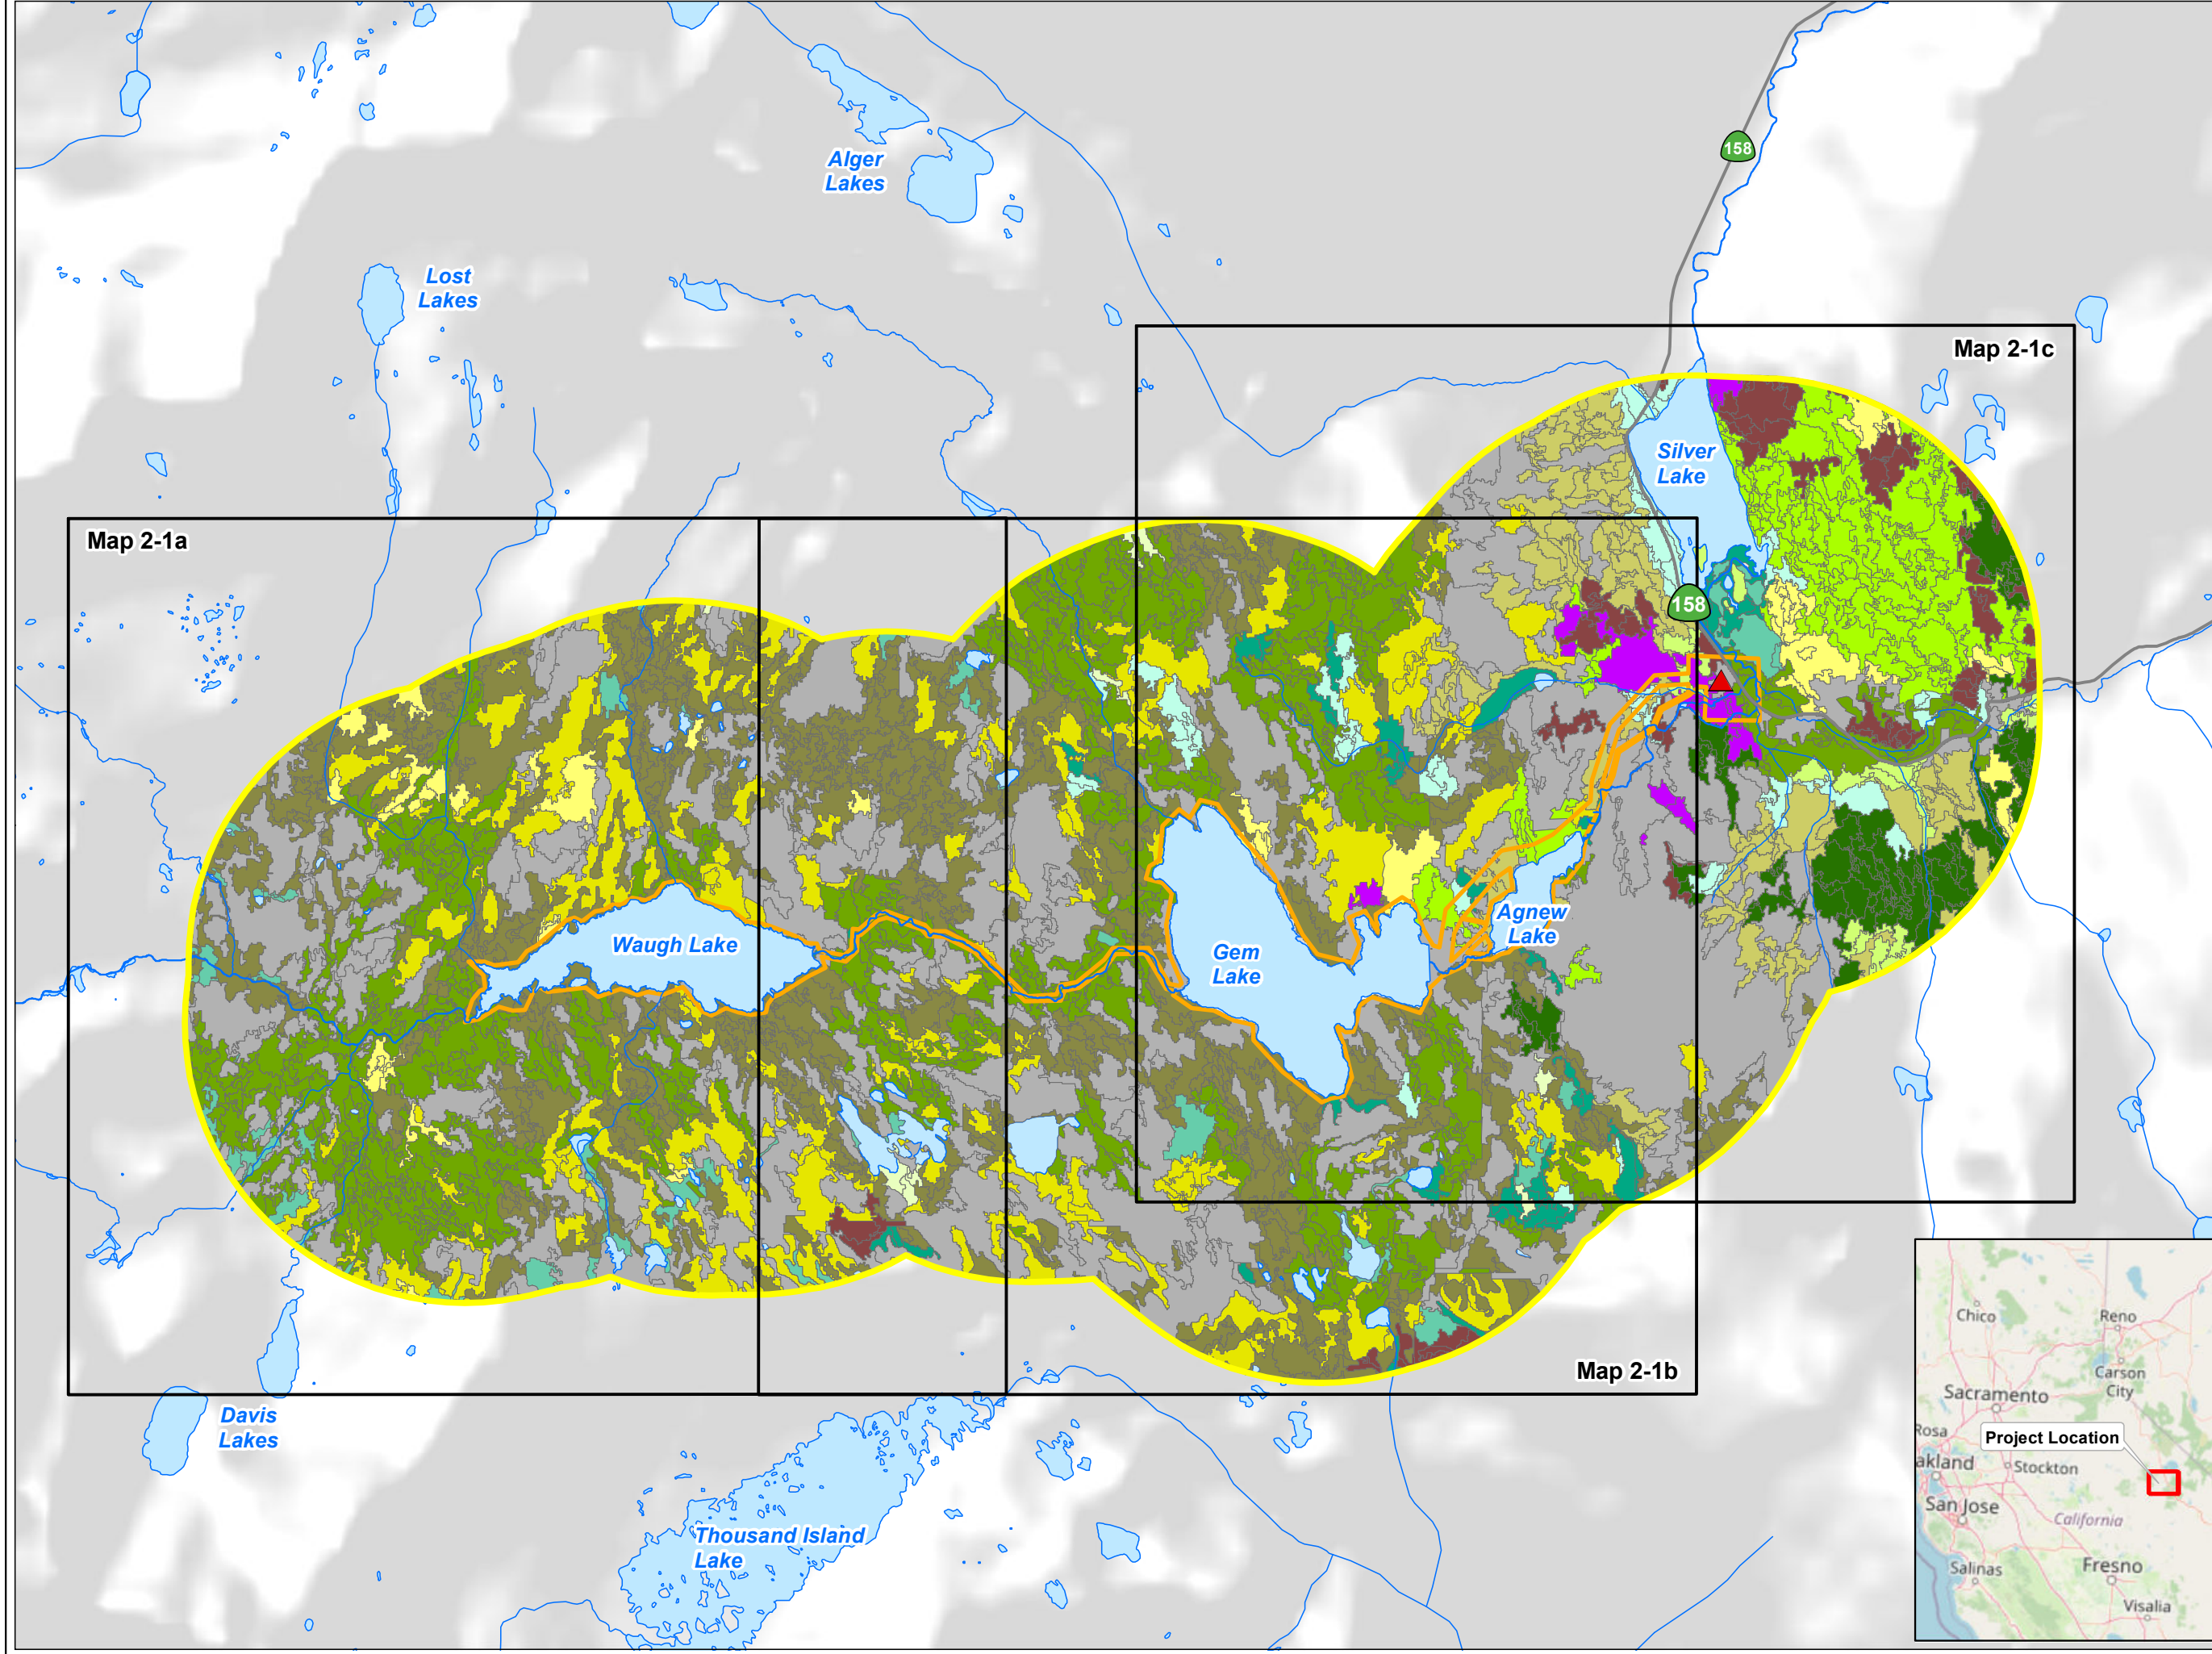 158
Alger
Lakes
Lost
Lakes
Map 2-1c
Silver
Lake
Map 2-1a
158
Waugh Lake
Agnew
Lake
Gem
Lake
Map 2-1b
Davis
Lakes
Thousand Island
Lake
Chico
Reno
Carson
City
Sacramento
Rosa
Project Location
akland
Stockton
San Jose
California
Salinas
Fresno
Visalia